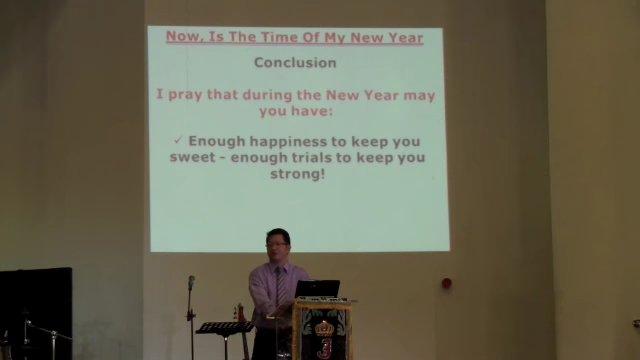 Now, Is The Time Of My New Year
Conclusion
I pray that during the New Year may
you have:
✓ Enough happiness to keep you
sweet - enough trials to keep you
strong!